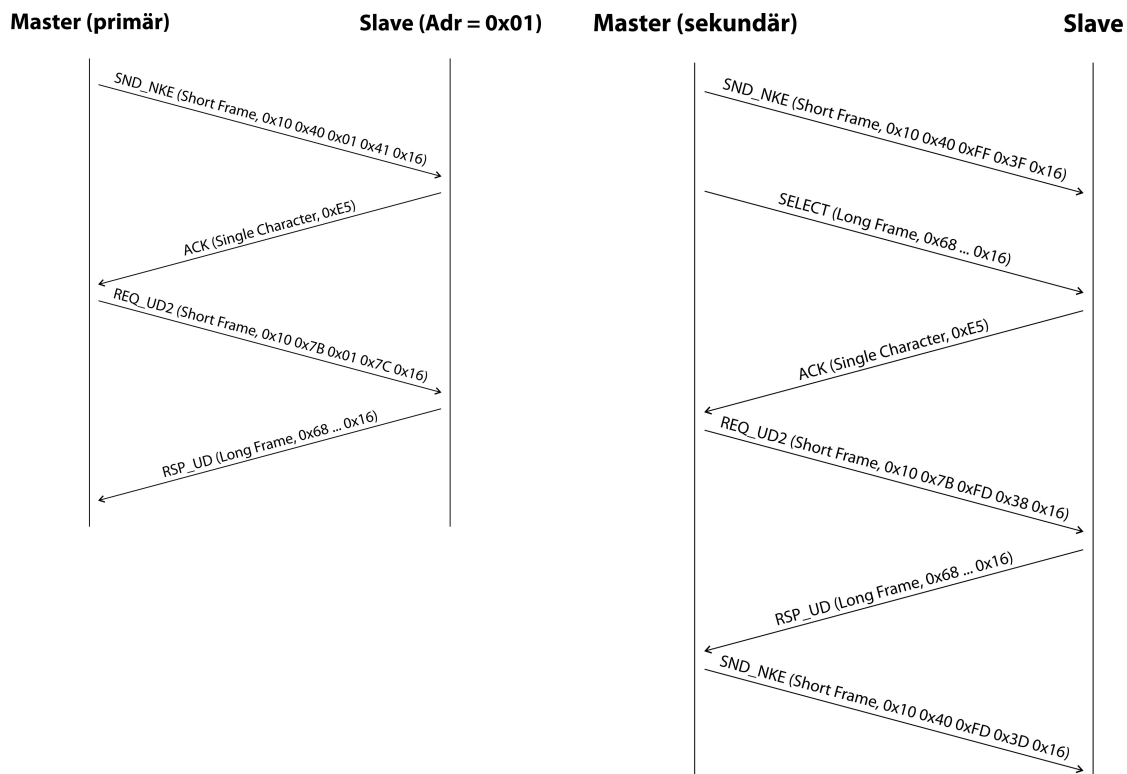 Master (primär)
Slave (Adr = 0x01)
SND_NKE (Short Frame, 0x10 0x40 0x01 0x41 0x16)
ACK (Single Character, 0xE5)
REQ_UD2 (Short Frame, 0x10 0x7B 0x01 0x7C 0x16)
RSP_UD (Long Frame, 0x68 ... 0x16)
Master (sekundär)
Slave
SND_NKE (Short Frame, 0x10 0x40 0xFF 0x3F 0x16)
SELECT (Long Frame, 0x68 ... 0x16)
ACK (Single Character, 0xE5)
REQ_UD2 (Short Frame, 0x10 0x7B 0xFD 0x38 0x16)
RSP_UD (Long Frame, 0x68 ... 0x16)
SND_NKE (Short Frame, 0x10 0x40 0xFD 0x3D 0x16)